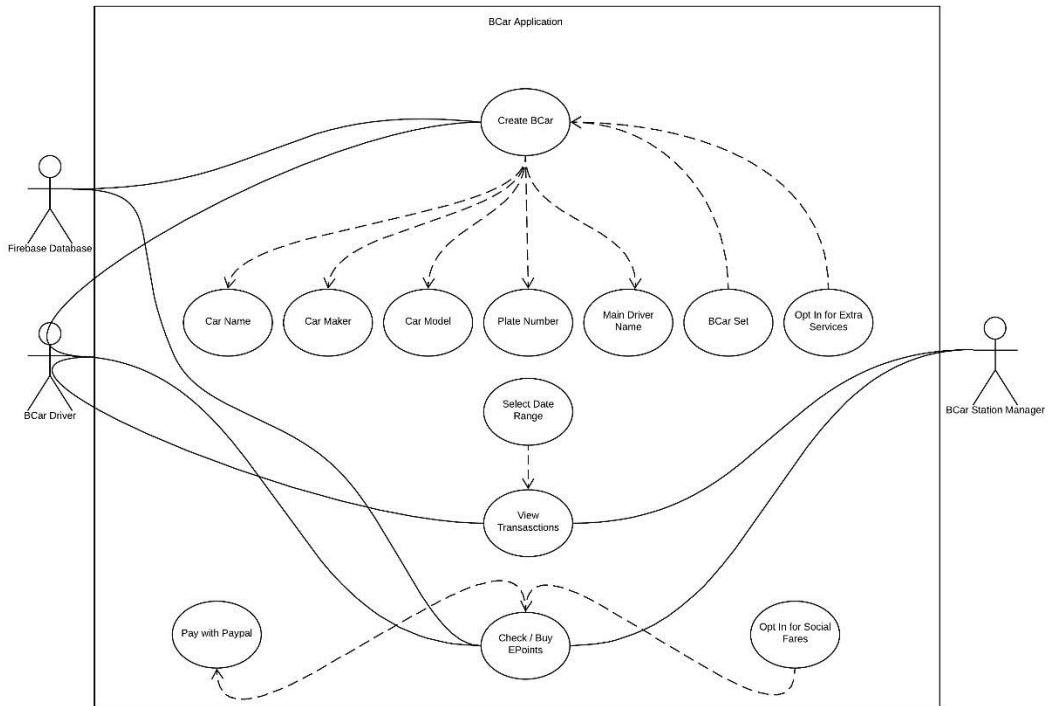 BCar Application
Create BCar
Firebase Database
Car Name
Car Maker
Car Model
Plate Number
Main Driver
Name
BCar Set
Opt In for Extra
Services
BCar Driver
BCar Station Manager
Select Date
Range
View
Transasctions
Pay with Paypal
Check / Buy
EPoints
Opt In for Social
Fares